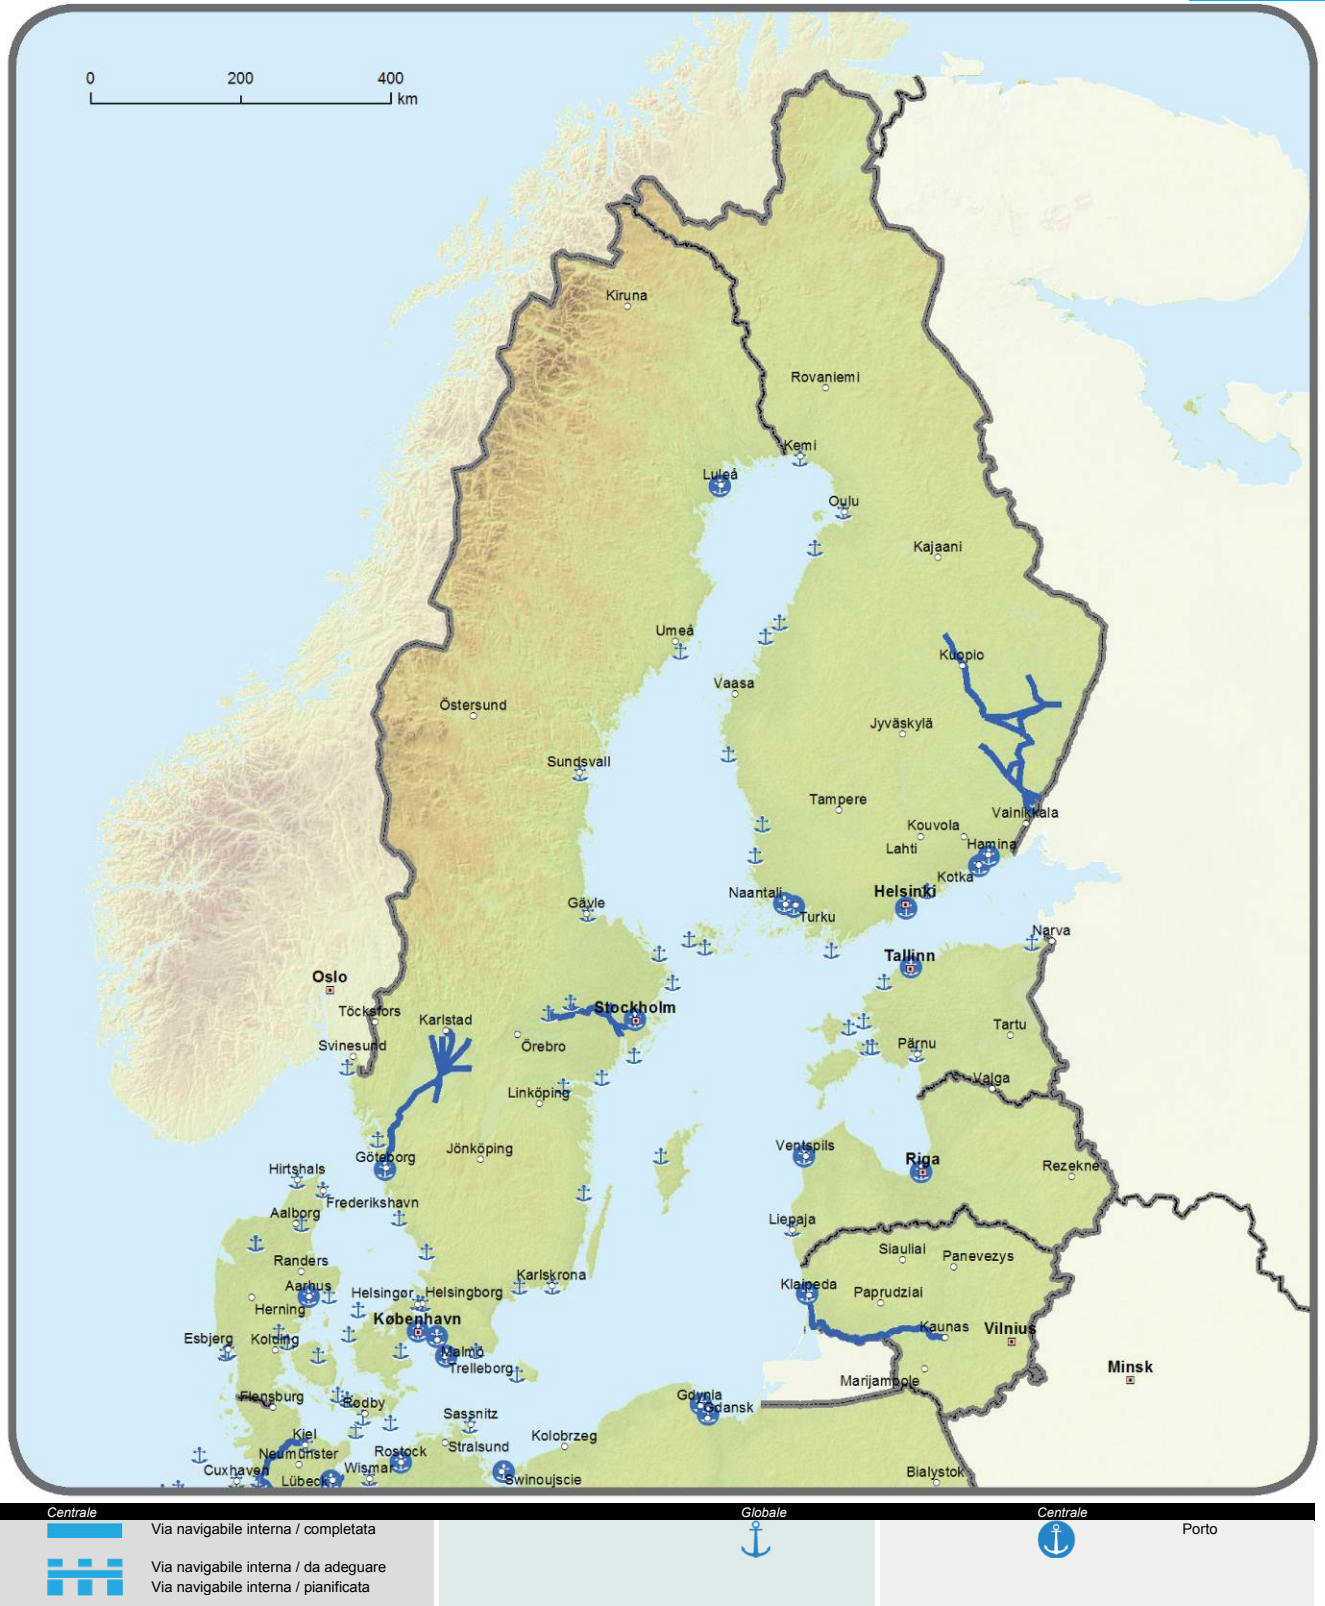 0 200 400
km
Kiruna
Rovaniemi
Kemi
Luleå
Oulu
Kajaani
Umeå
Kuopio
Vaasa
Östersund
Jyväskylä
Sundsvall
Tampere
Vainikkala
Kouvola
Lahti
Hamina
Kotka
Naantali
Helsinki
Turku
Gävle
Narva
Tallinn
Oslo
Töcksfors
Karlstad
Stockholm
Örebro
Svinesund
Tartu
Pärnu
Valga
Linköping
Jönköping
Göteborg
Ventspils
Riga
Rezekne
Hirtshals
Frederikshavn
Aalborg
Liepaja
Siauliai
Panevezys
Randers
Karlskrona
Aarhus
Helsingør
Helsingborg
Klaipeda
Paprudziai
Herning
København
Kaunas
Vilnius
Esbjerg
Kolding
Malmö
Trelleborg
Minsk
Marijampole
Flensburg
Rødby
Gdynia
Gdansk
Sassnitz
Kiel
Stralsund
Kolobrzeg
Neumünster
Rostock
Cuxhaven
Wismar
Lübeck
Swinoujscie
Bialystok
Centrale Globale Centrale
Via navigabile interna / completata
Porto
Via navigabile interna / da adeguare
Via navigabile interna / pianificata